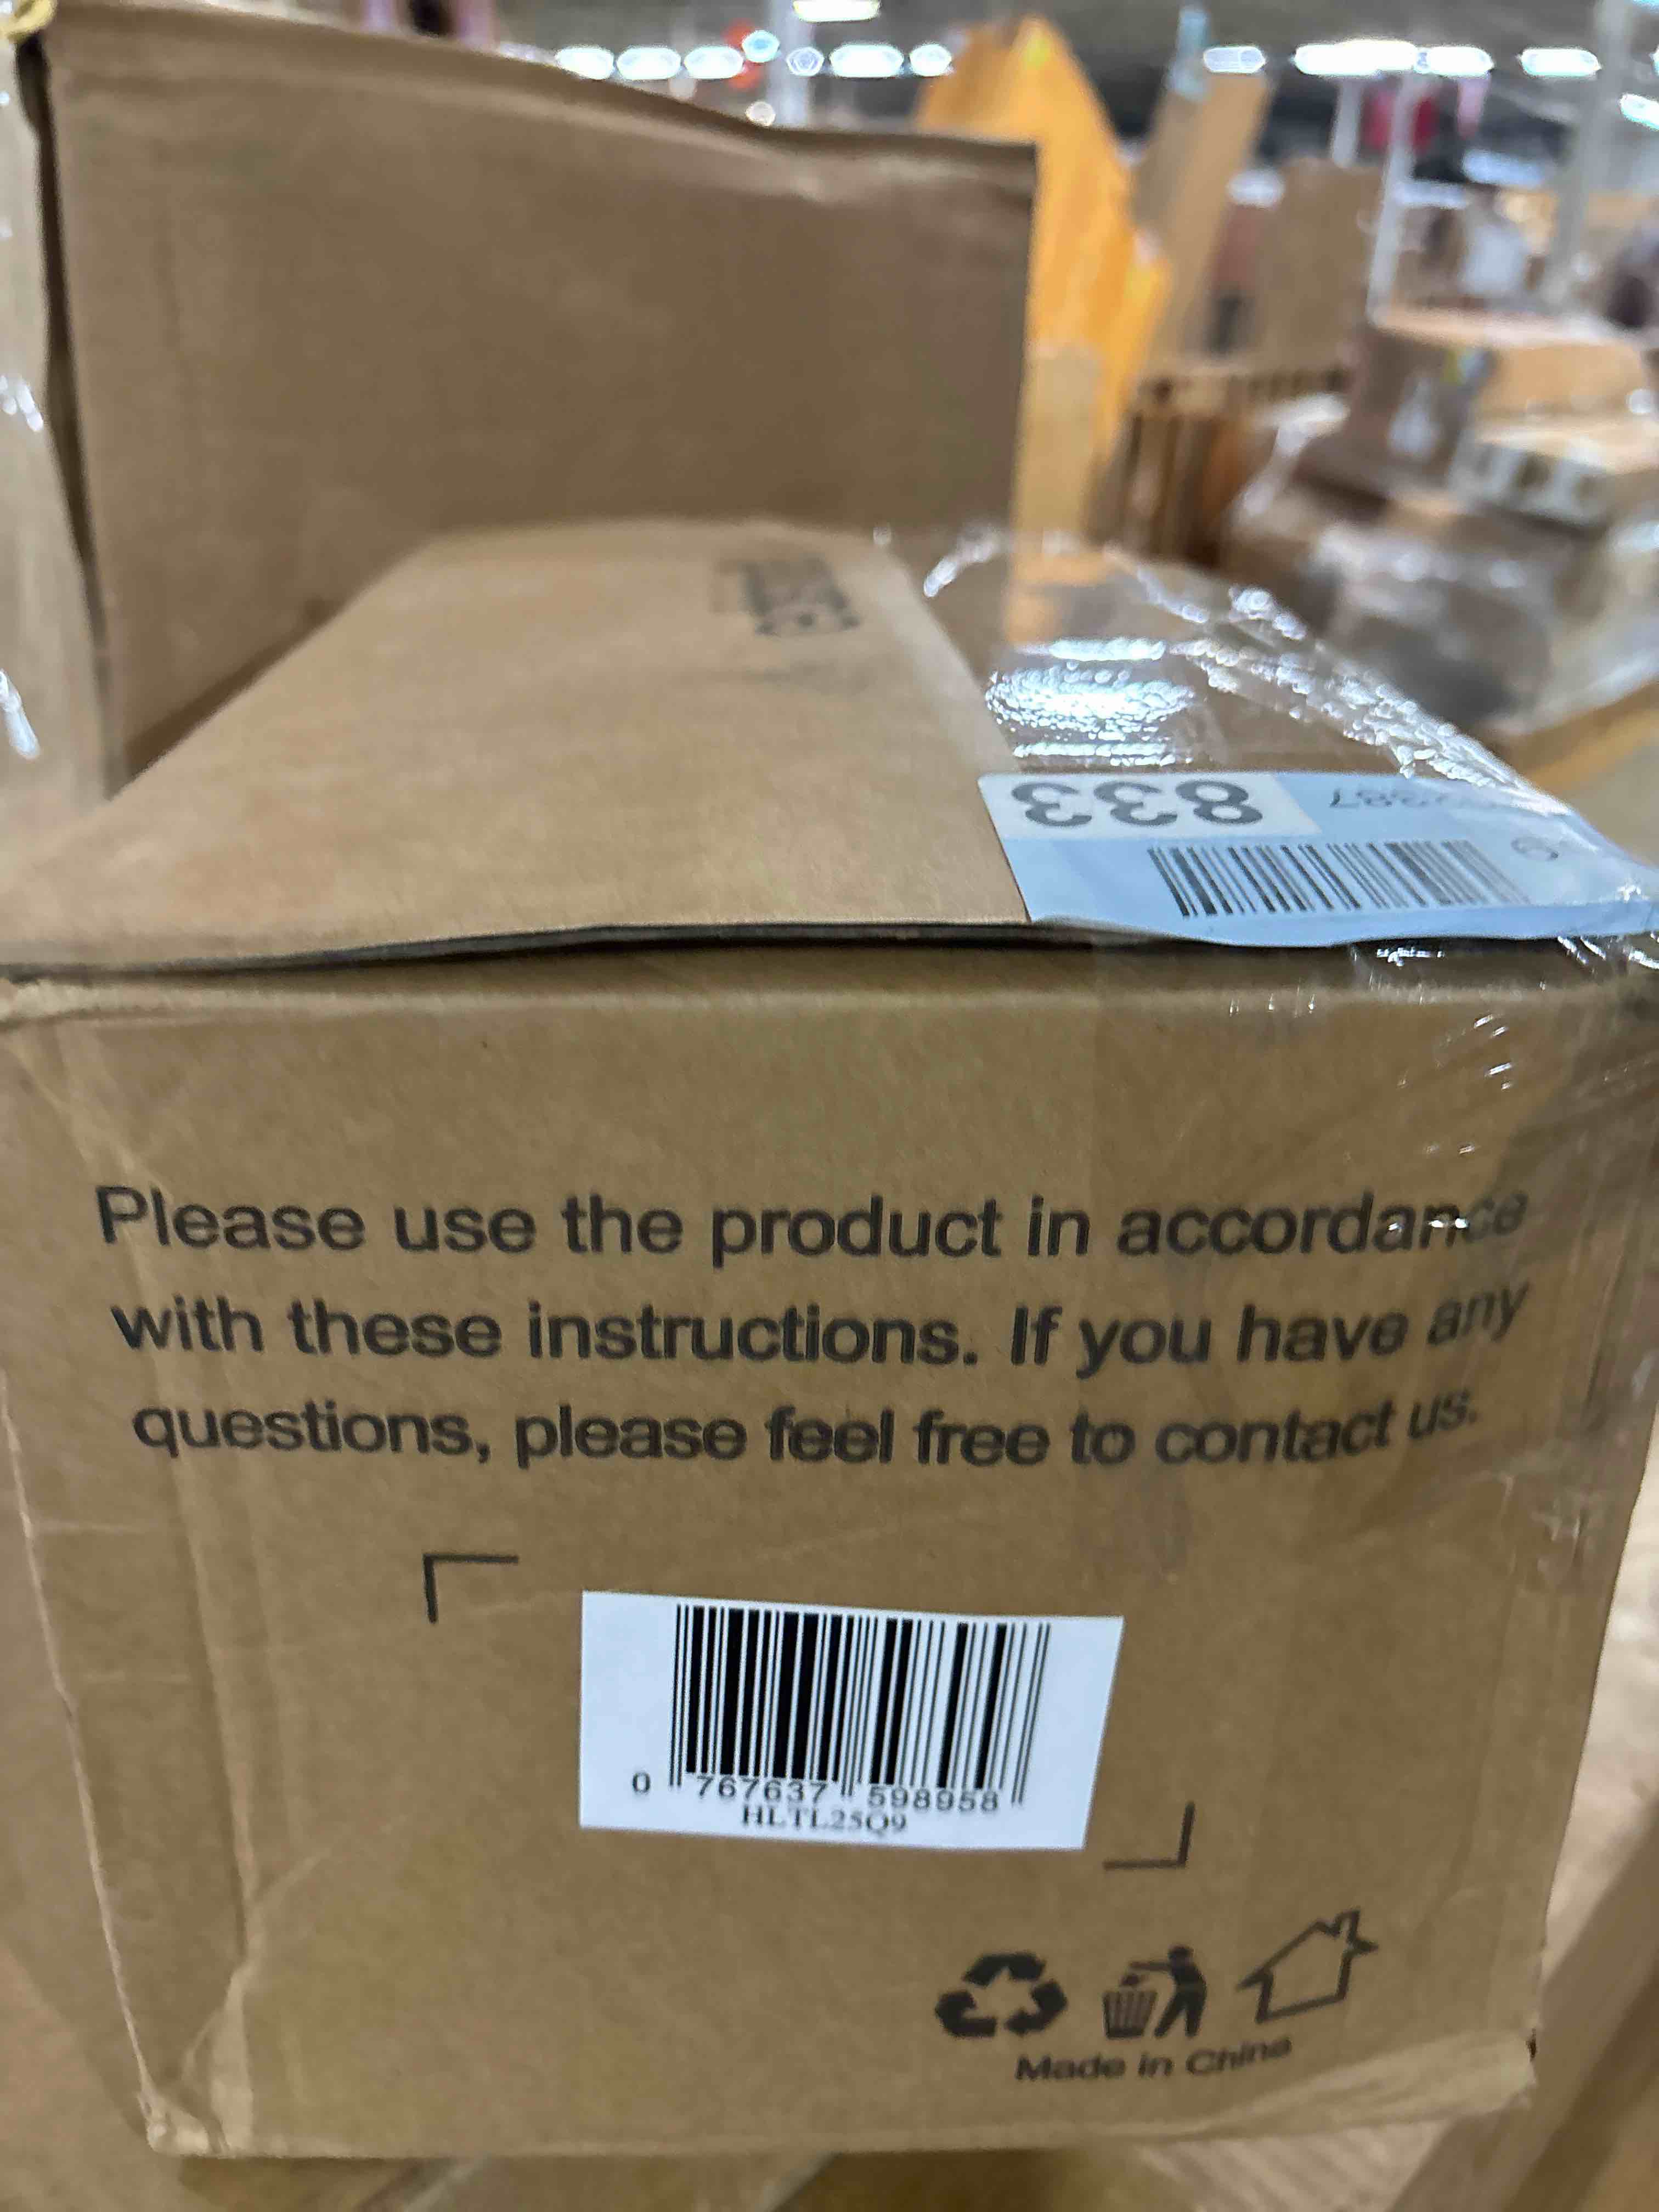 833
Please use the product in accordance
with these instructions. If you have any
questions, please feel free to contact us.
0 767637 598958
HLTL25Q9
Made in China